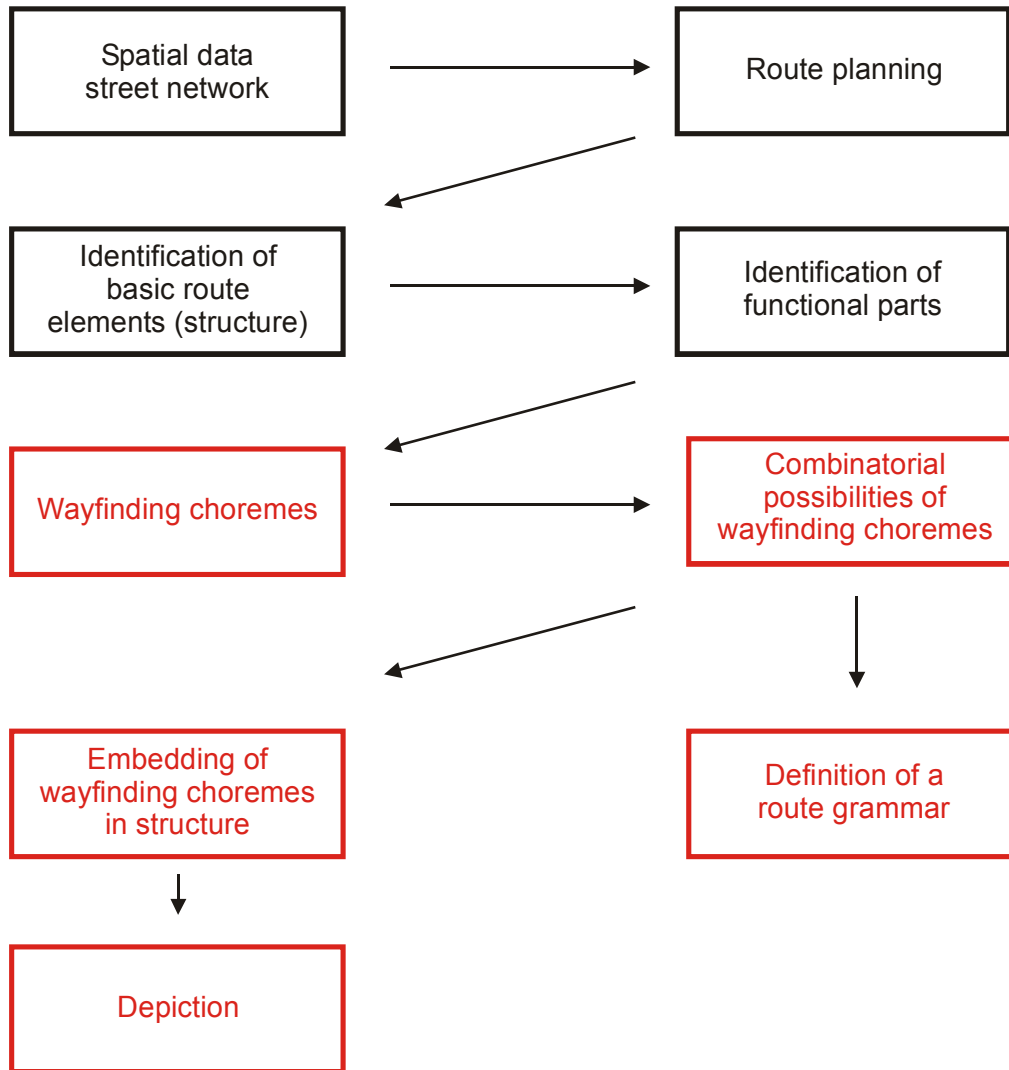 Spatial data
street network
Route planning
Identification of
basic route
elements (structure)
Identification of
functional parts
Wayfinding choremes
Combinatorial
possibilities of
wayfinding choremes
Embedding of
wayfinding choremes
in structure
Definition of a
route grammar
Depiction